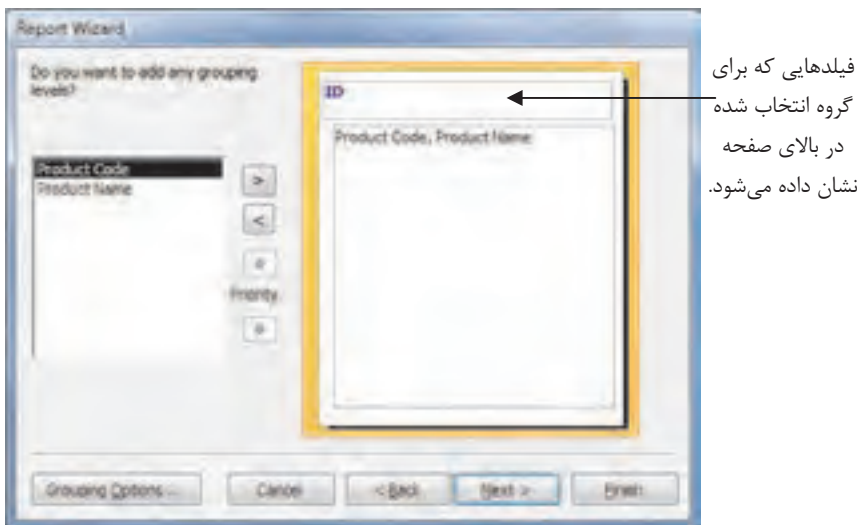 Report Wizard
Do you want to add any grouping
levels?
ID
Product Code, Product Name
Product Code
Product Name
>
<
Priority
Grouping Options ...
Cancel
< Back
Next >
Finish
فیلدهایی که برای
گروه انتخاب شده
در بالای صفحه
نشان داده می‌شود.